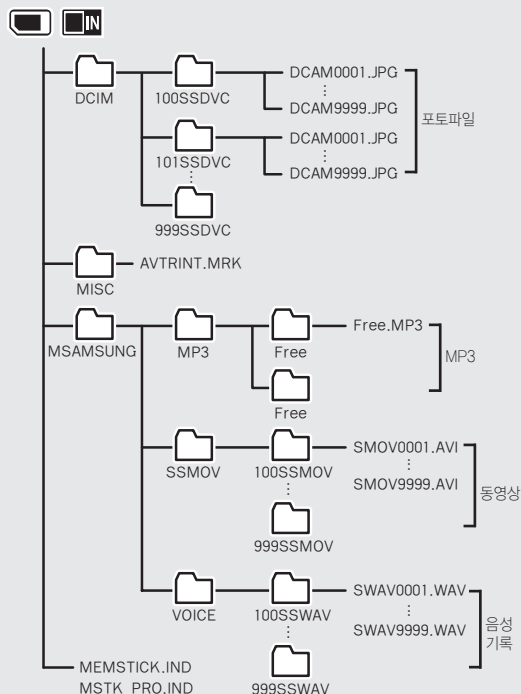 IN
DCIM
100SSDVC
DCAM0001.JPG
DCAM9999.JPG
포토파일
101SSDVC
DCAM0001.JPG
DCAM9999.JPG
999SSDVC
MISC
AVTRINT.MRK
MSAMSUNG
MP3
Free
Free.MP3
MP3
Free
SSMOV
100SSMOV
SMOV0001.AVI
SMOV9999.AVI
동영상
999SSMOV
VOICE
100SSWAV
SWAV0001.WAV
SWAV9999.WAV
음성
기록
999SSWAV
MEMSTICK.IND
MSTK_PRO.IND